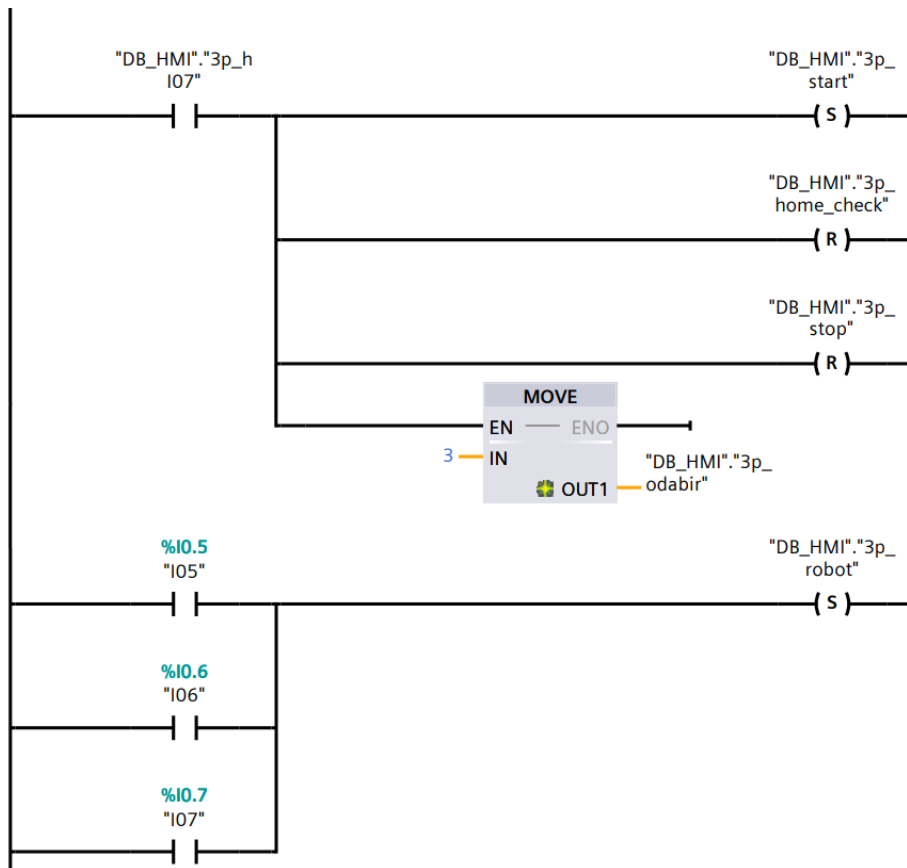 "DB_HMI"."3p_h
I07"
"DB_HMI"."3p_
start"
S
"DB_HMI"."3p_
home_check"
R
"DB_HMI"."3p_
stop"
R
MOVE
EN
ENO
3
IN
OUT1
"DB_HMI"."3p_
odabir"
%I0.5
"I05"
"DB_HMI"."3p_
robot"
S
%I0.6
"I06"
%I0.7
"I07"